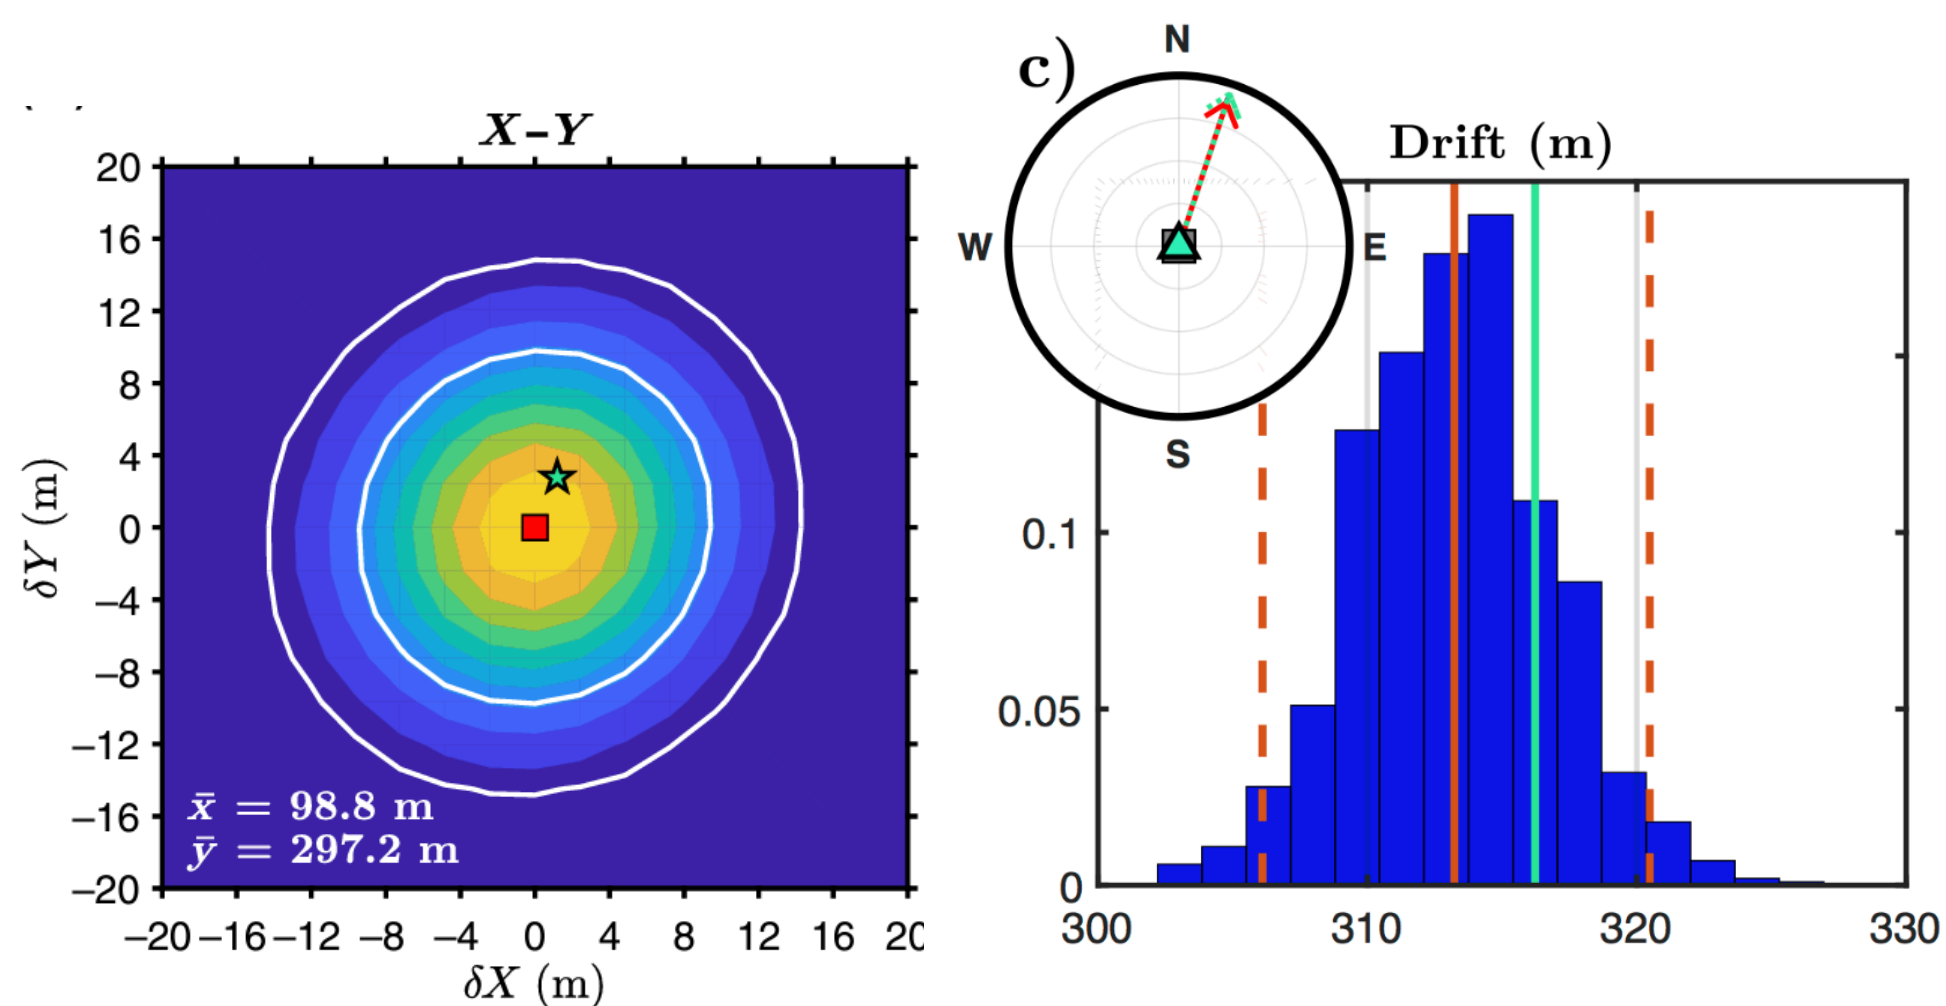 X–Y
20
16
12
8
4
0
−4
−8
−12
−16
−20
δY (m)
x̄ = 98.8 m
ȳ = 297.2 m
−20 −16 −12 −8 −4 0 4 8 12 16 20
δX (m)
c)
N
W E
S
Drift (m)
0.1
0.05
0
300 310 320 330